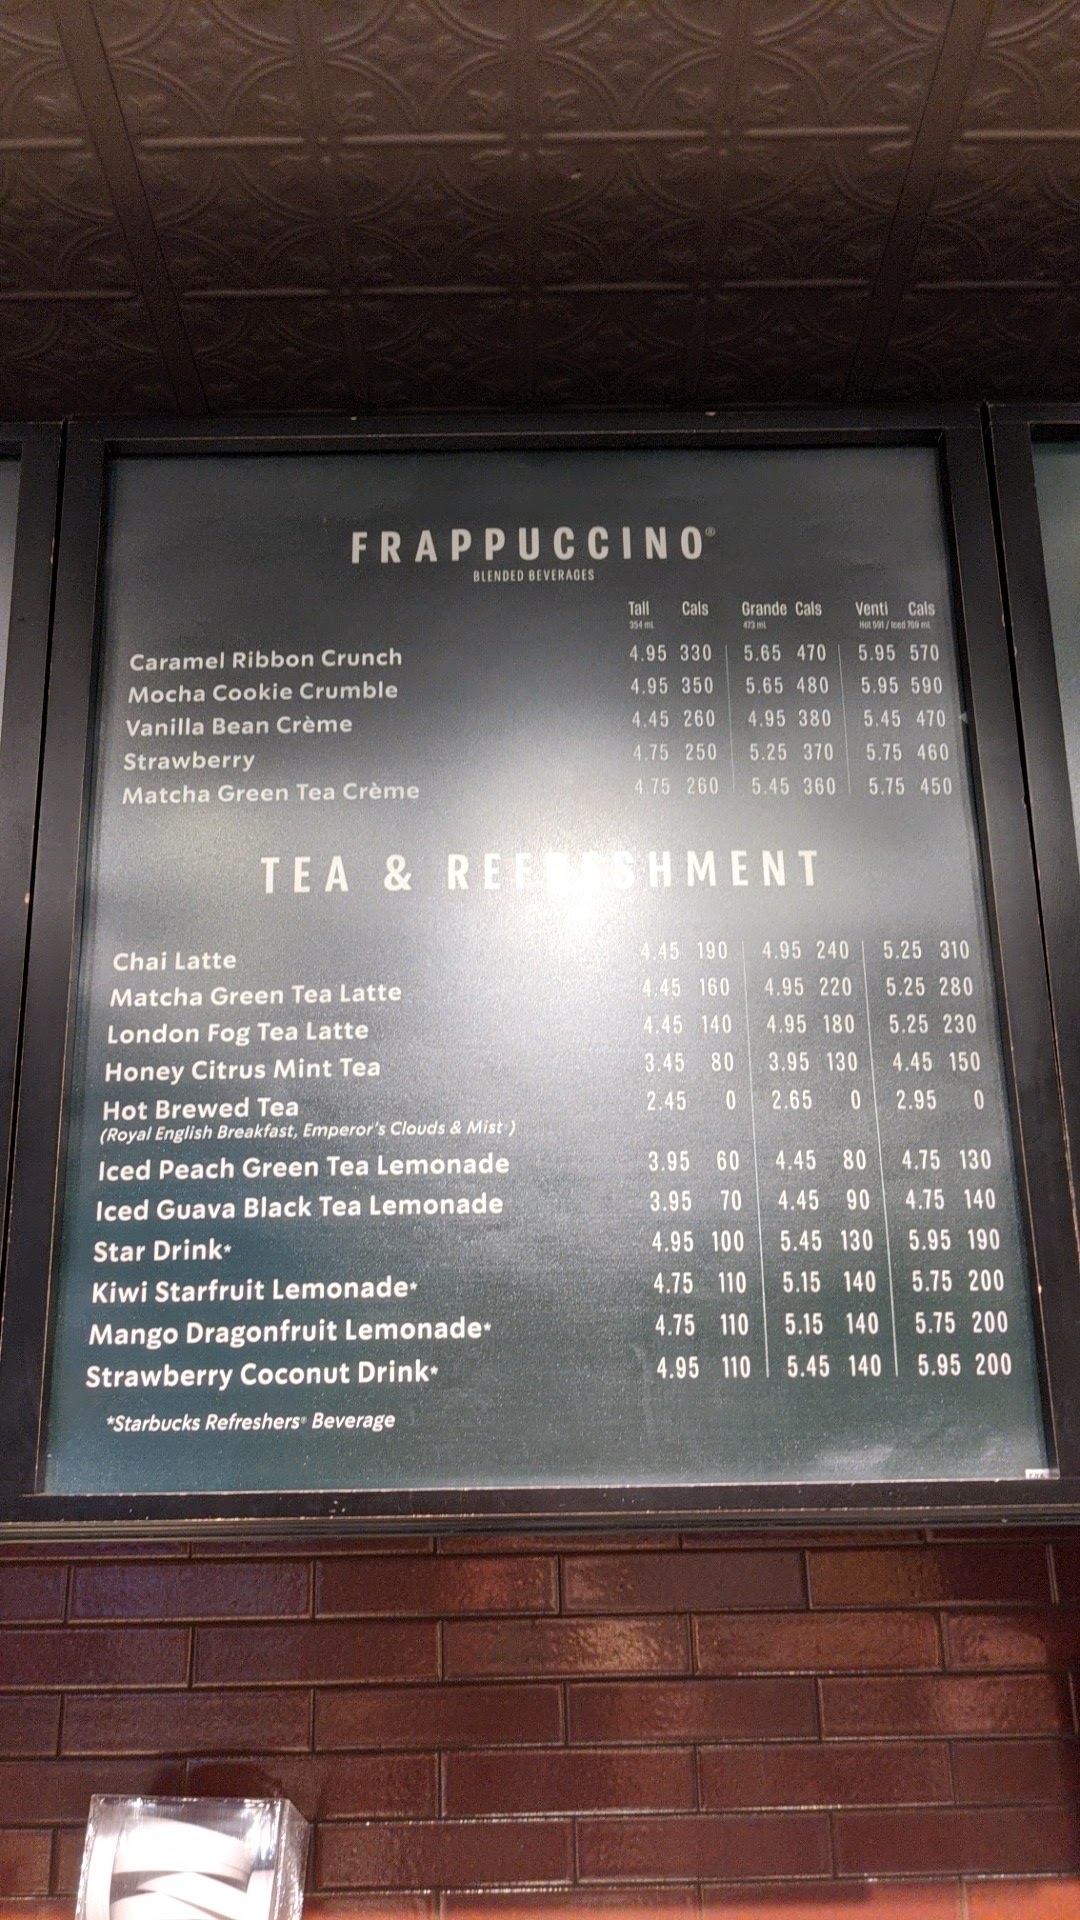 FRAPPUCCINO®
BLENDED BEVERAGES
Tall Cals Grande Cals Venti Cals
354 mL 473 mL Hot 591 / Iced 709 mL
Caramel Ribbon Crunch 4.95 330 5.65 470 5.95 570
Mocha Cookie Crumble 4.95 350 5.65 480 5.95 590
Vanilla Bean Crème 4.45 260 4.95 380 5.45 470
Strawberry 4.75 250 5.25 370 5.75 460
Matcha Green Tea Crème 4.75 260 5.45 360 5.75 450
TEA & REFRESHMENT
Chai Latte 4.45 190 4.95 240 5.25 310
Matcha Green Tea Latte 4.45 160 4.95 220 5.25 280
London Fog Tea Latte 4.45 140 4.95 180 5.25 230
Honey Citrus Mint Tea 3.45 80 3.95 130 4.45 150
Hot Brewed Tea 2.45 0 2.65 0 2.95 0
(Royal English Breakfast, Emperor's Clouds & Mist )
Iced Peach Green Tea Lemonade 3.95 60 4.45 80 4.75 130
Iced Guava Black Tea Lemonade 3.95 70 4.45 90 4.75 140
Star Drink* 4.95 100 5.45 130 5.95 190
Kiwi Starfruit Lemonade* 4.75 110 5.15 140 5.75 200
Mango Dragonfruit Lemonade* 4.75 110 5.15 140 5.75 200
Strawberry Coconut Drink* 4.95 110 5.45 140 5.95 200
*Starbucks Refreshers® Beverage